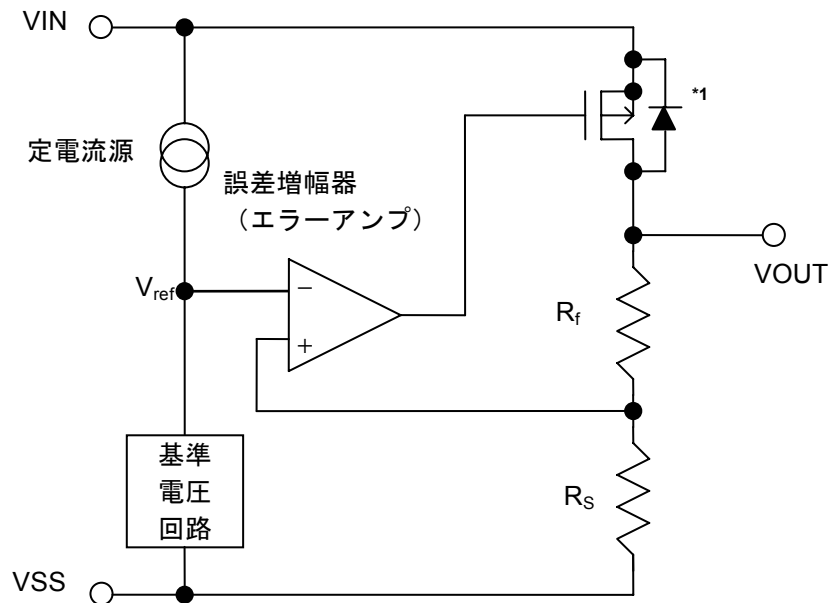 VIN
*1
定電流源
誤差増幅器
（エラーアンプ）
Vref
−
+
VOUT
Rf
RS
基準
電圧
回路
VSS